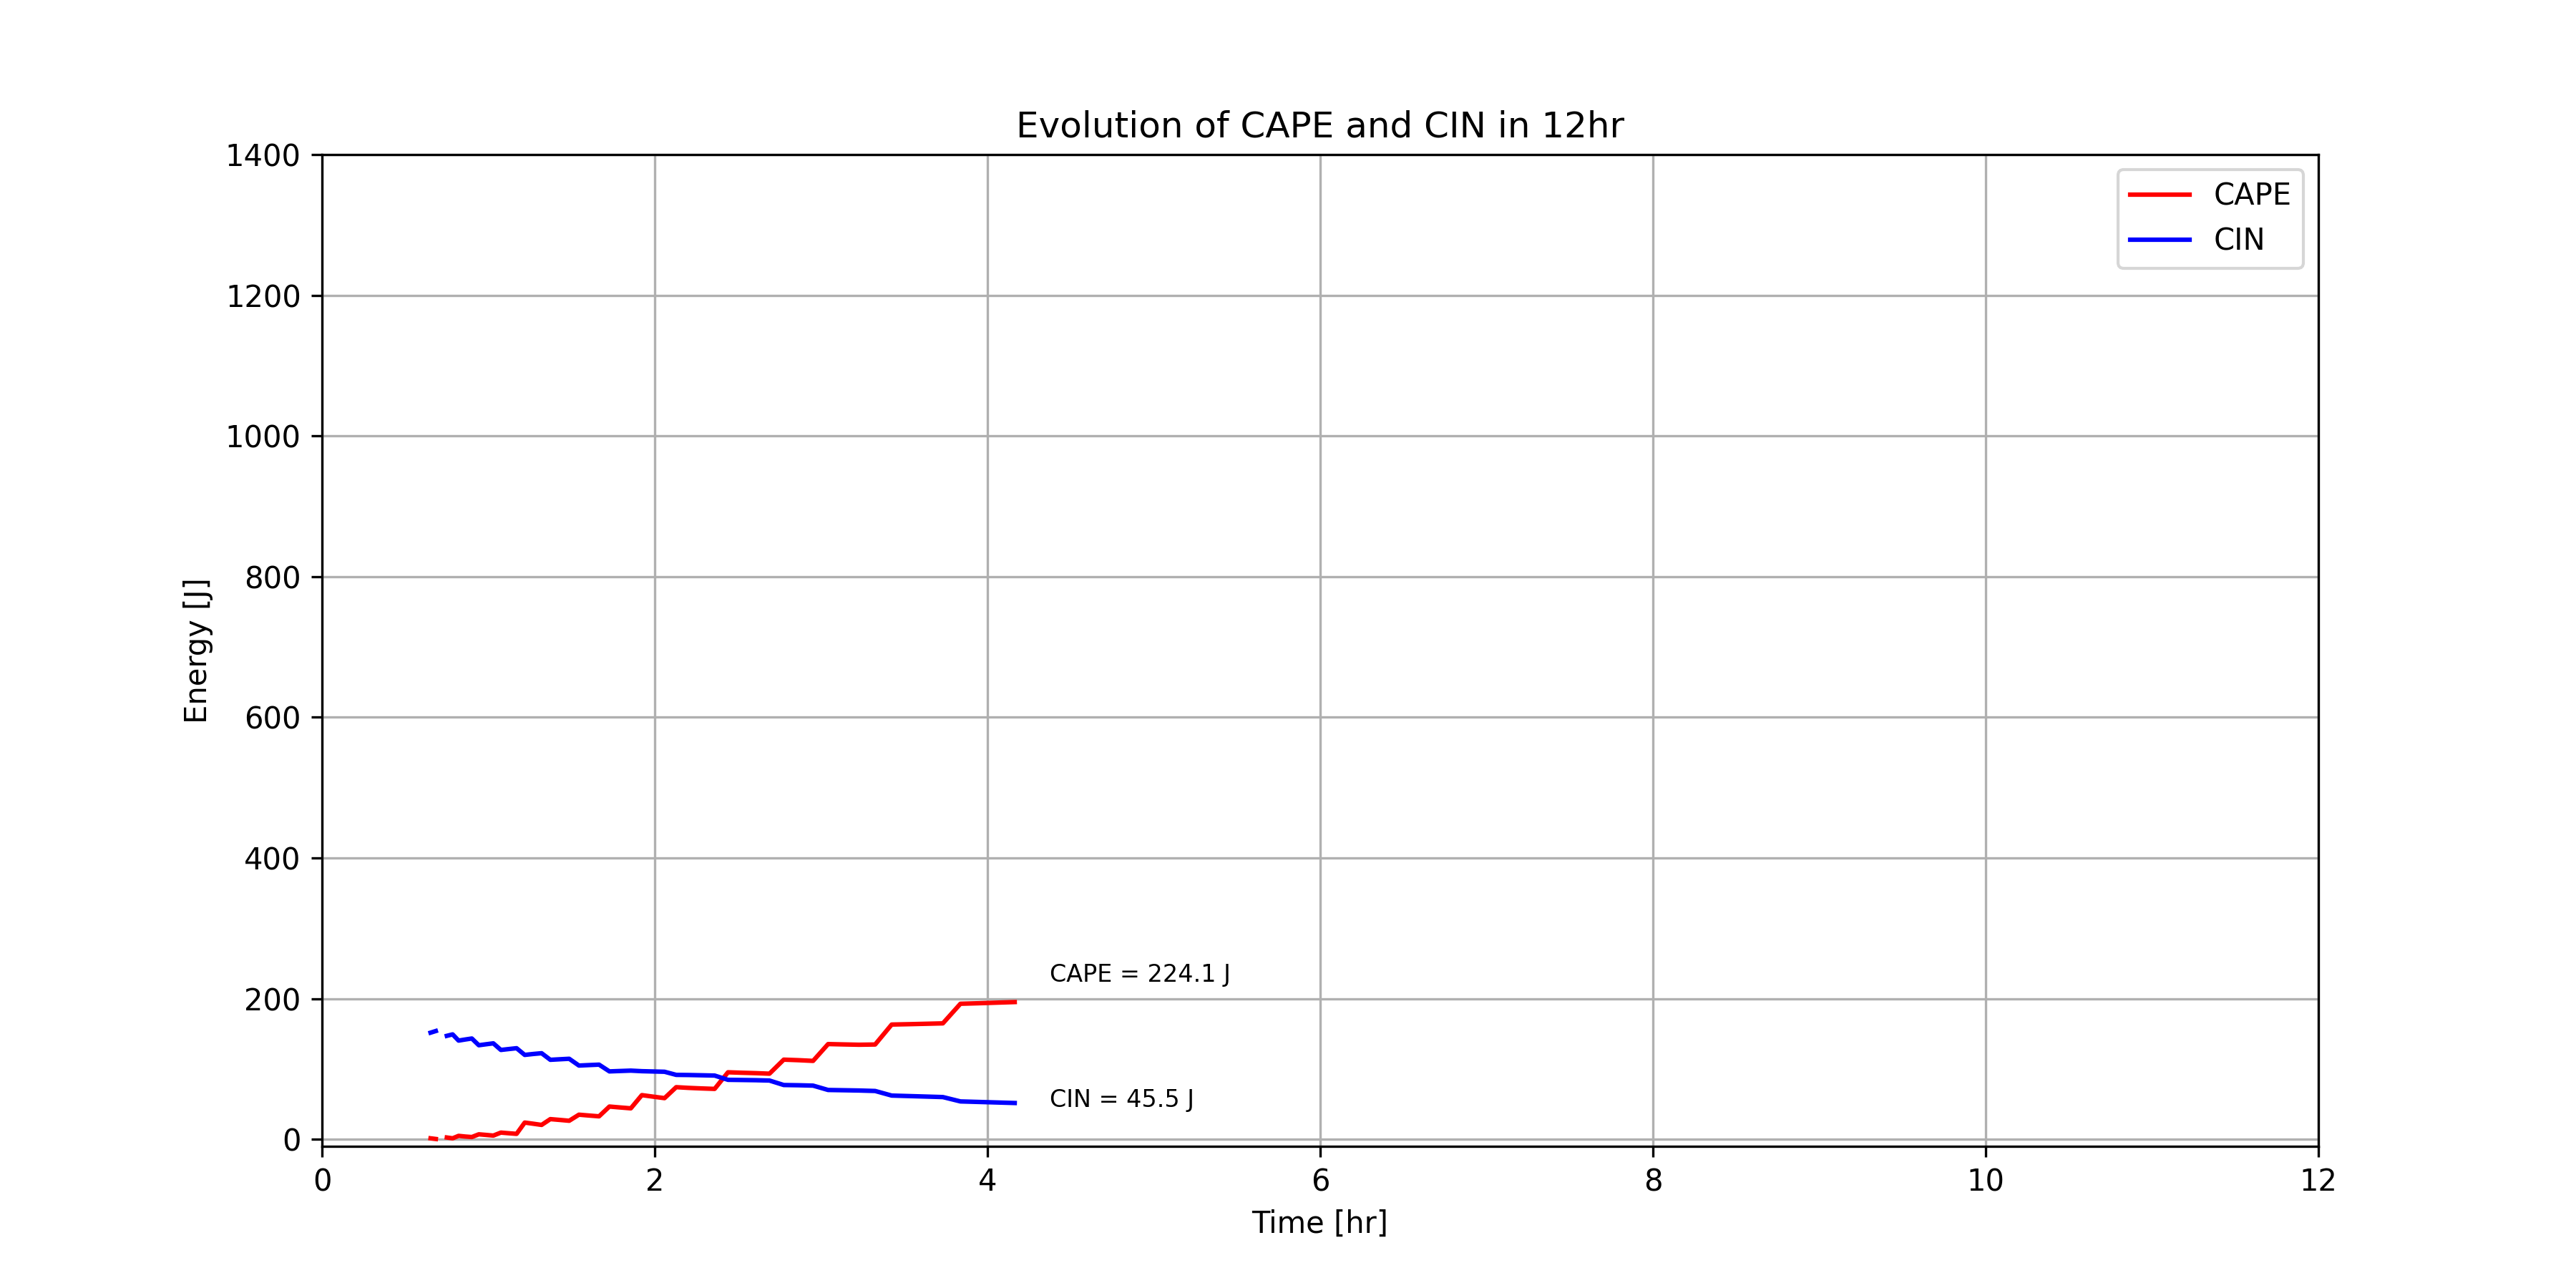 Evolution of CAPE and CIN in 12hr
1400
1200
1000
800
600
400
200
0
Energy [J]
CAPE
CIN
CAPE = 224.1 J
CIN = 45.5 J
0 2 4 6 8 10 12
Time [hr]